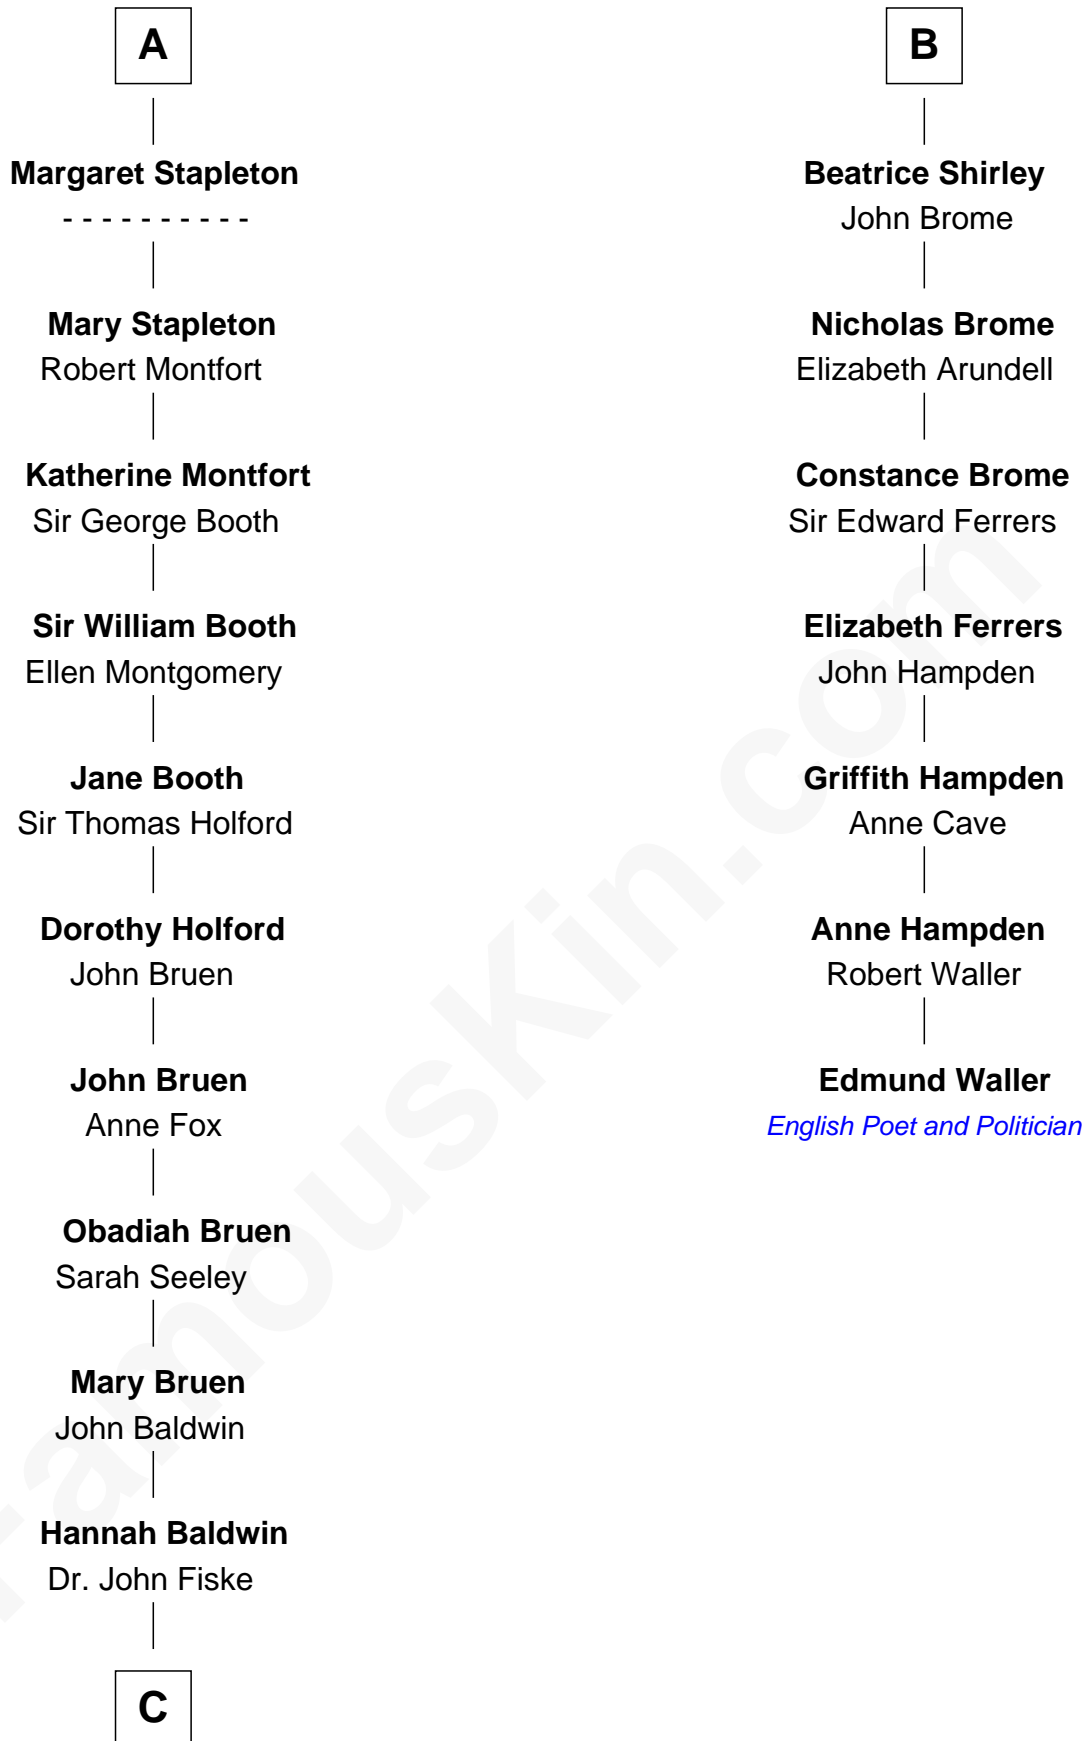 A
Margaret Stapleton
- - - - - - - - - -
Mary Stapleton
Robert Montfort
Katherine Montfort
Sir George Booth
Sir William Booth
Ellen Montgomery
Jane Booth
Sir Thomas Holford
Dorothy Holford
John Bruen
John Bruen
Anne Fox
Obadiah Bruen
Sarah Seeley
Mary Bruen
John Baldwin
Hannah Baldwin
Dr. John Fiske
C
B
Beatrice Shirley
John Brome
Nicholas Brome
Elizabeth Arundell
Constance Brome
Sir Edward Ferrers
Elizabeth Ferrers
John Hampden
Griffith Hampden
Anne Cave
Anne Hampden
Robert Waller
Edmund Waller
English Poet and Politician
FamousKin.com